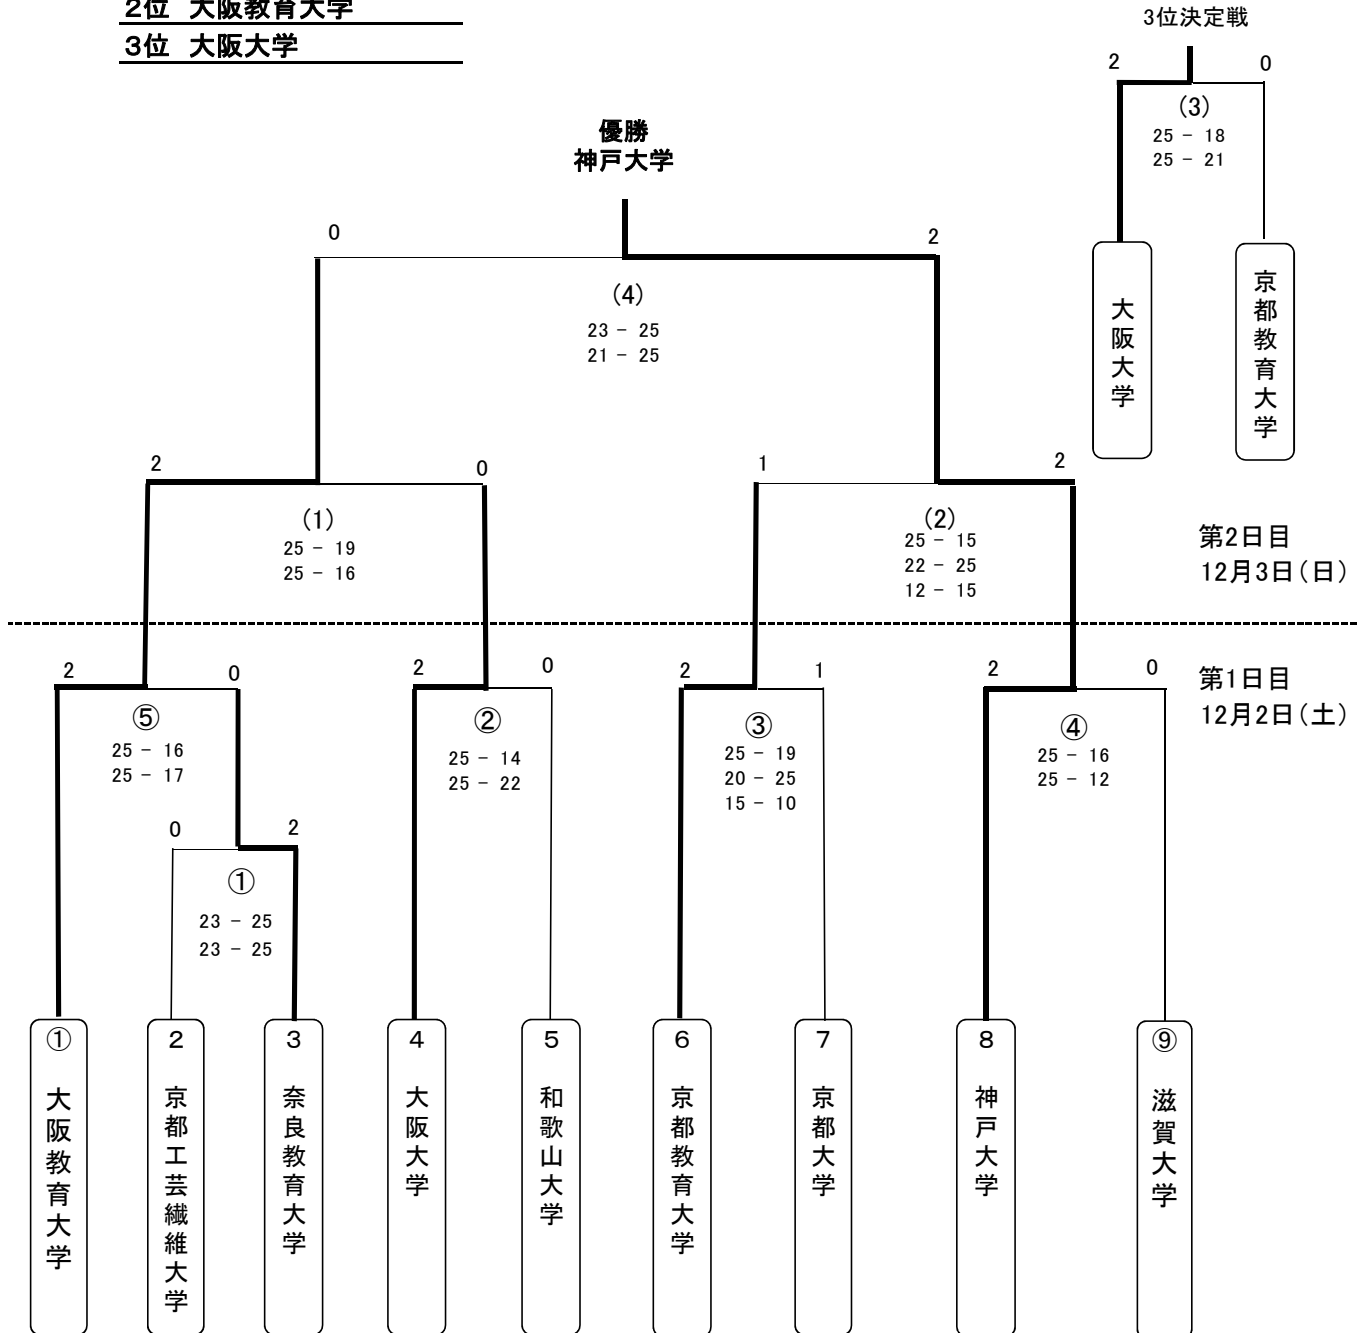 2位 大阪教育大学
3位 大阪大学
3位決定戦
2 0
(3)
25 - 18
25 - 21
大阪大学
京都教育大学
優勝
神戸大学
0 2
(4)
23 - 25
21 - 25
2 0
(1)
25 - 19
25 - 16
1 2
(2)
25 - 15
22 - 25
12 - 15
第2日目
12月3日(日)
第1日目
12月2日(土)
2 0
⑤
25 - 16
25 - 17
2 0
②
25 - 14
25 - 22
2 1
③
25 - 19
20 - 25
15 - 10
2 0
④
25 - 16
25 - 12
0 2
①
23 - 25
23 - 25
① 大阪教育大学
2 京都工芸繊維大学
3 奈良教育大学
4 大阪大学
5 和歌山大学
6 京都教育大学
7 京都大学
8 神戸大学
⑨ 滋賀大学